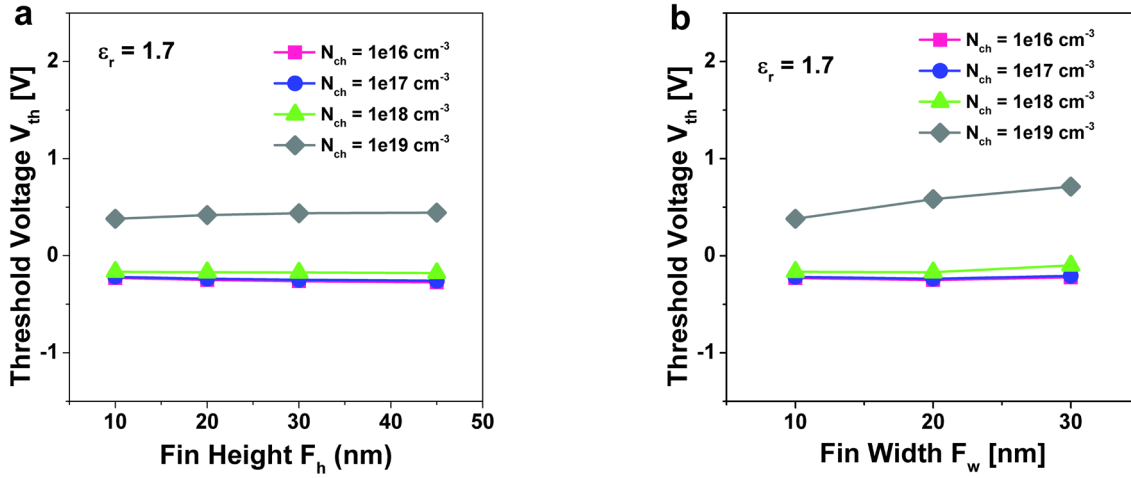 a
Threshold Voltage Vth [V]
2
1
0
-1
εr = 1.7
Nch = 1e16 cm-3
Nch = 1e17 cm-3
Nch = 1e18 cm-3
Nch = 1e19 cm-3
10 20 30 40 50
Fin Height Fh (nm)
b
Threshold Voltage Vth [V]
2
1
0
-1
εr = 1.7
Nch = 1e16 cm-3
Nch = 1e17 cm-3
Nch = 1e18 cm-3
Nch = 1e19 cm-3
10 20 30
Fin Width Fw [nm]